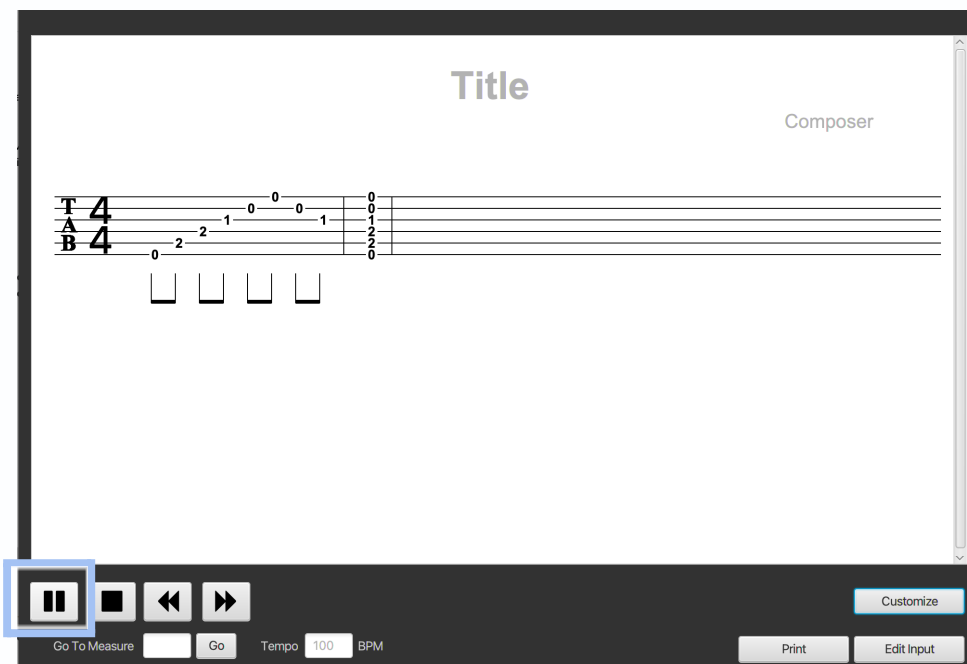 Title
Composer
T 4 0 0
0 0 0
A 1 1 1
2 2
B 4 2 2
0 0
Customize
Go To Measure Go Tempo 100 BPM Print Edit Input